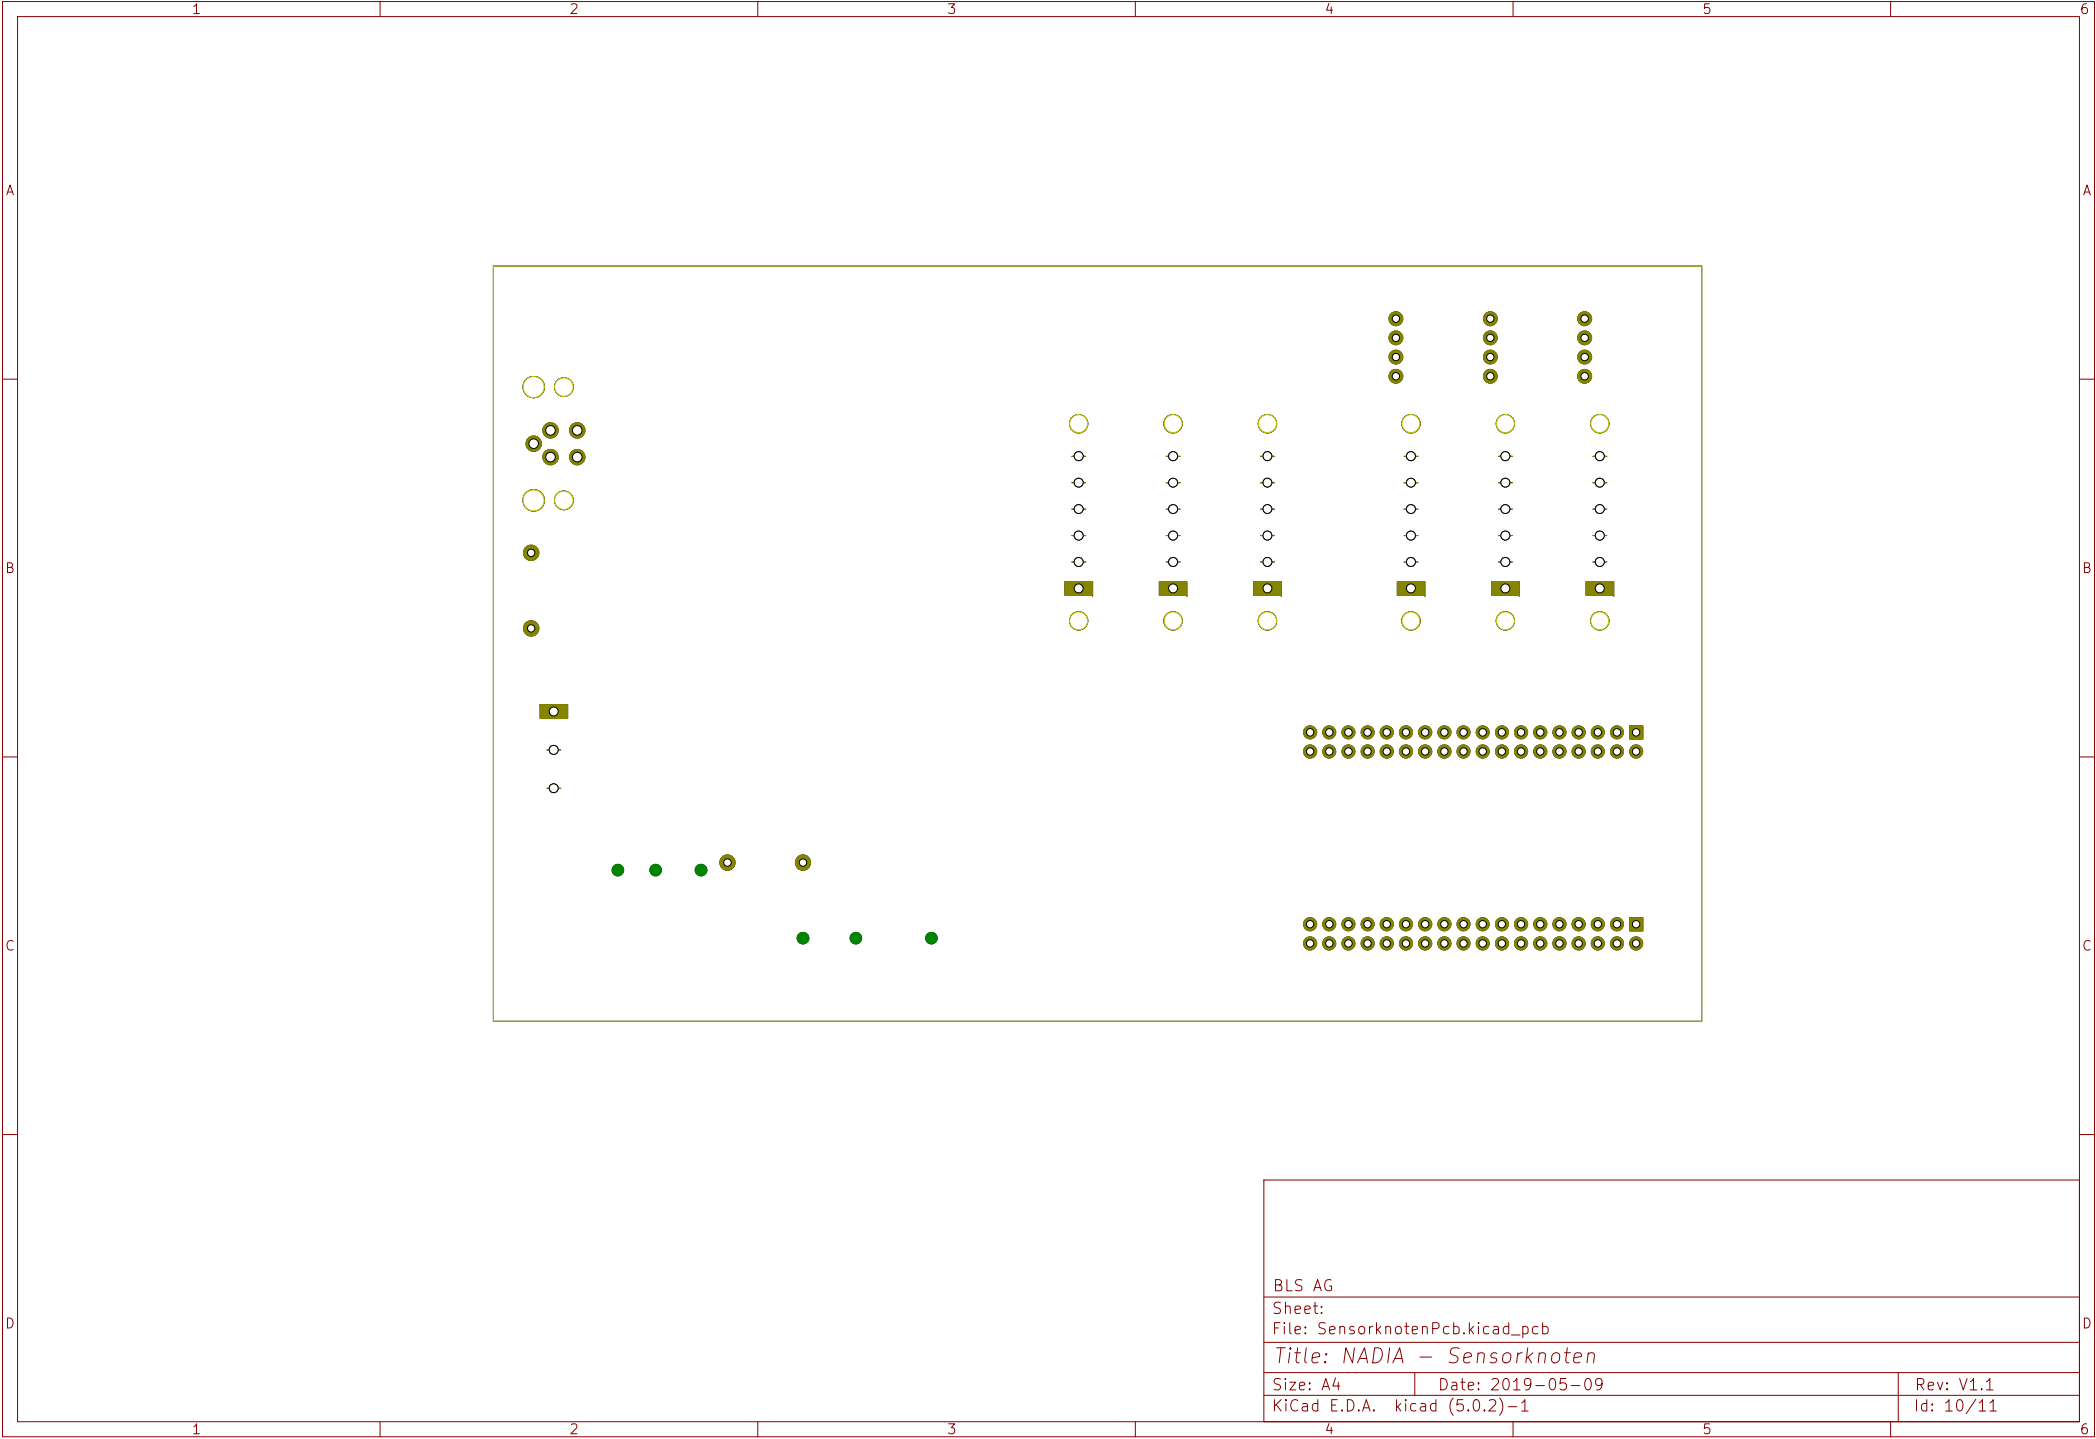 1 2 3 4 5 6
A A
B B
C C
BLS AG
Sheet:
File: SensorknotenPcb.kicad_pcb
D D
Title: NADIA - Sensorknoten
Size: A4 Date: 2019-05-09 Rev: V1.1
KiCad E.D.A. kicad (5.0.2)-1 Id: 10/11
1 2 3 4 5 6